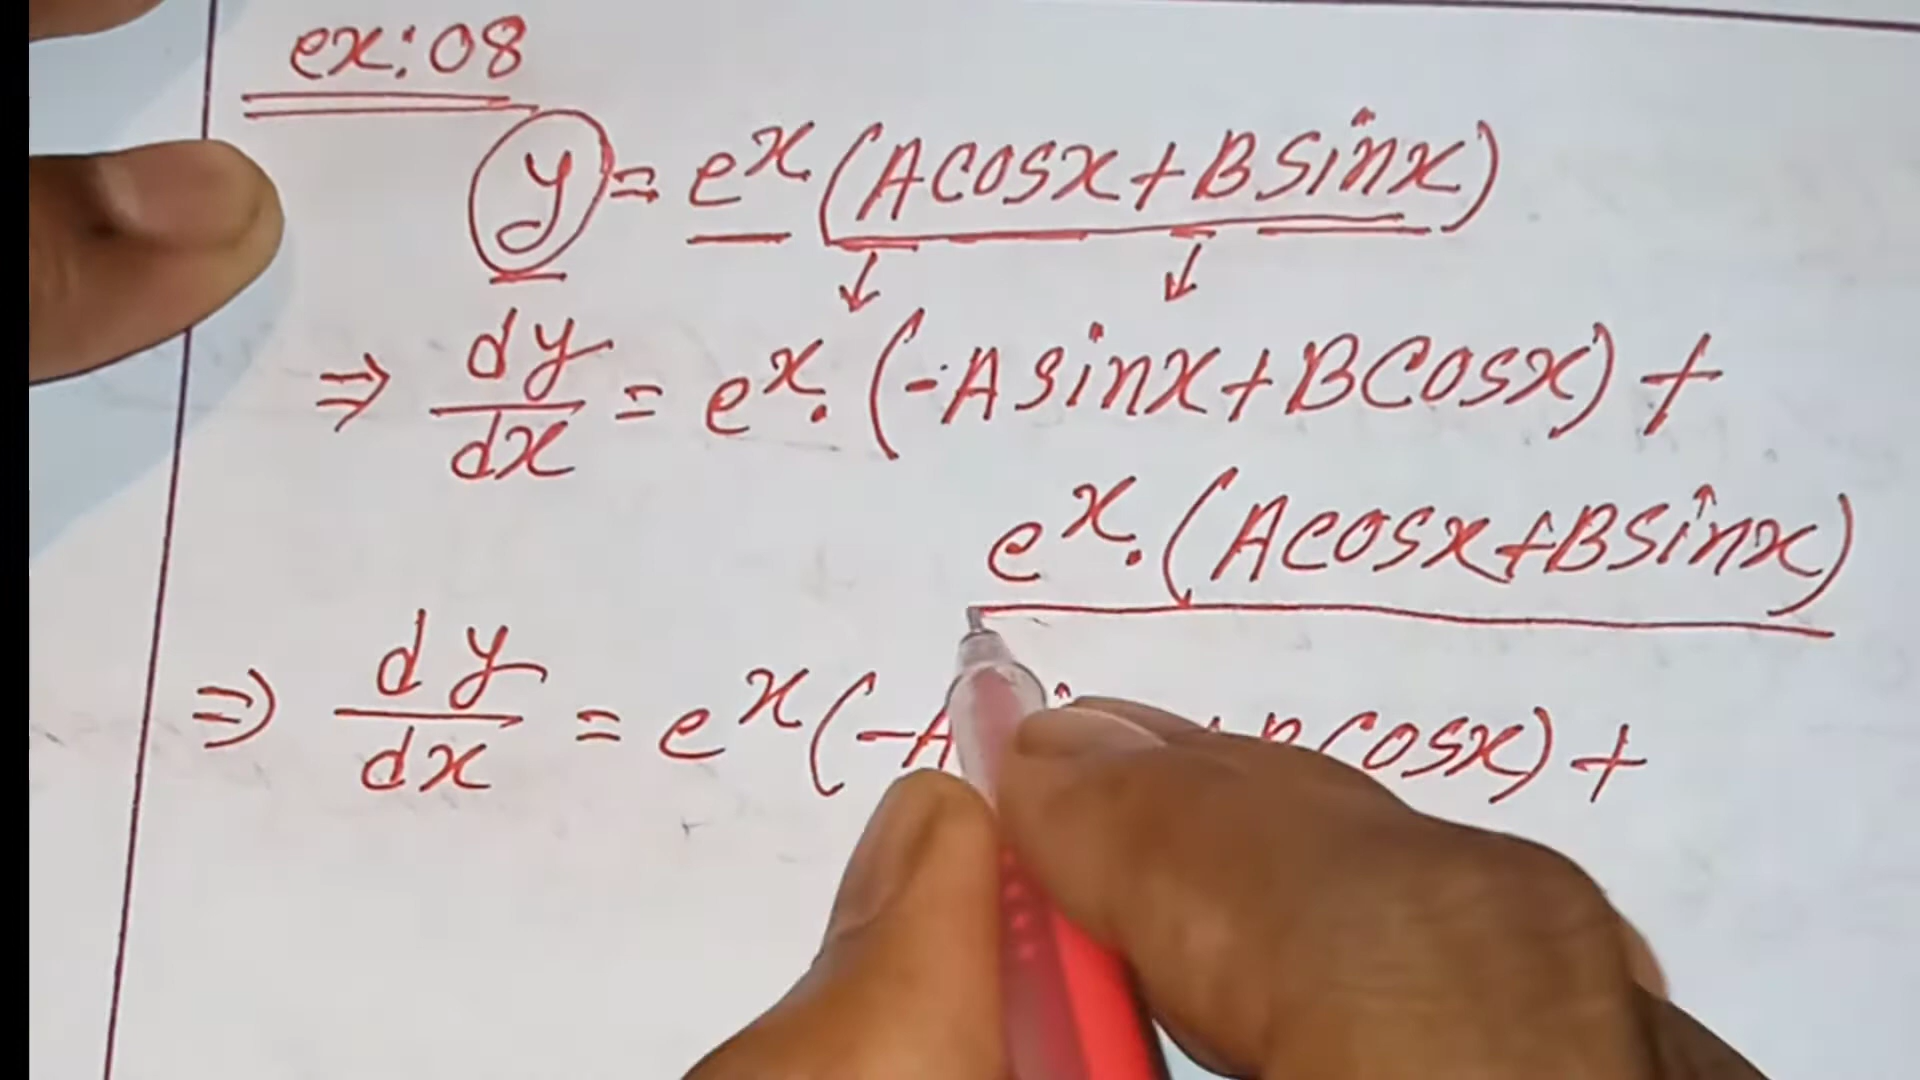 ex: 08
y = e^x (Acosx + Bsinx)
⇒ dy/dx = e^x. (-Asinx + BCosx) +
e^x. (Acosx + Bsinx)
⇒ dy/dx = e^x (-A Cosx) +